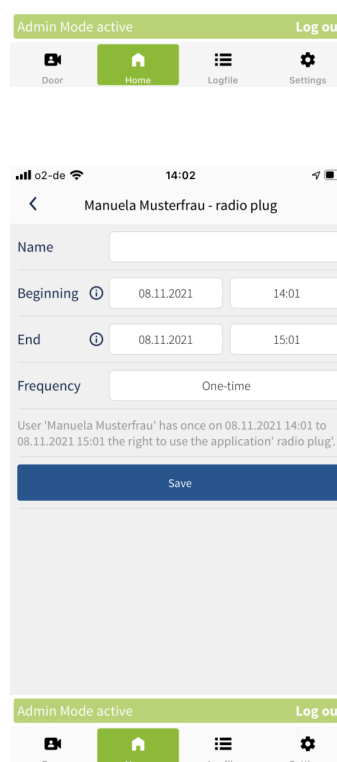 Admin Mode active Log ou
Door Home Logfile Settings
o2-de 14:02
Manuela Musterfrau - radio plug
Name
Beginning 08.11.2021 14:01
End 08.11.2021 15:01
Frequency One-time
User 'Manuela Musterfrau' has once on 08.11.2021 14:01 to
08.11.2021 15:01 the right to use the application' radio plug'.
Save
Admin Mode active Log ou